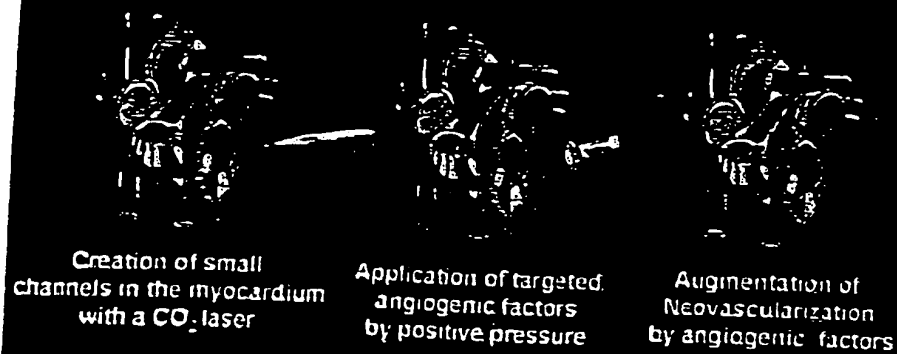 Creation of small
channels in the myocardium
with a CO₂ laser
Application of targeted
angiogenic factors
by positive pressure
Augmentation of
Neovascularization
by angiogenic factors